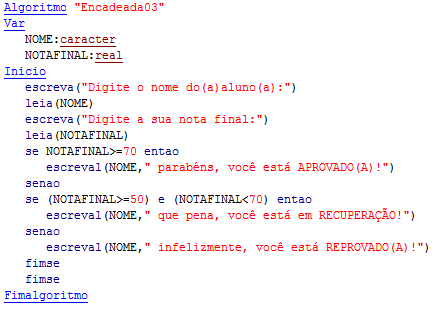 Algoritmo "Encadeada03"
Var
NOME:caracter
NOTAFINAL:real
Inicio
escreva("Digite o nome do(a)aluno(a):")
leia(NOME)
escreva("Digite a sua nota final:")
leia(NOTAFINAL)
se NOTAFINAL>=70 entao
escreval(NOME," parabéns, você está APROVADO(A)!")
senao
se (NOTAFINAL>=50) e (NOTAFINAL<70) entao
escreval(NOME," que pena, você está em RECUPERAÇÃO!")
senao
escreval(NOME," infelizmente, você está REPROVADO(A)!")
fimse
fimse
Fimalgoritmo